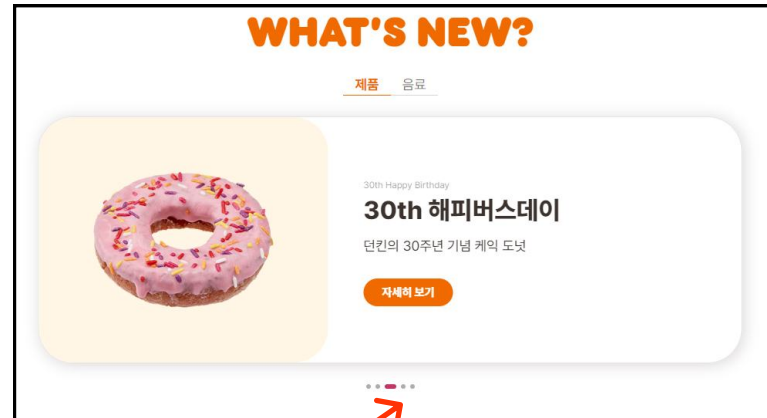 WHAT'S NEW?
제품 음료
30th Happy Birthday
30th 해피버스데이
던킨의 30주년 기념 케익 도넛
자세히 보기